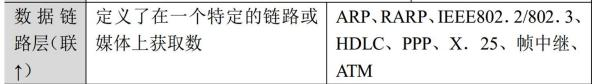 数据链路层(联↑)
定义了在一个特定的链路或媒体上获取数
ARP、RARP、IEEE802.2/802.3、HDLC、PPP、X.25、帧中继、ATM